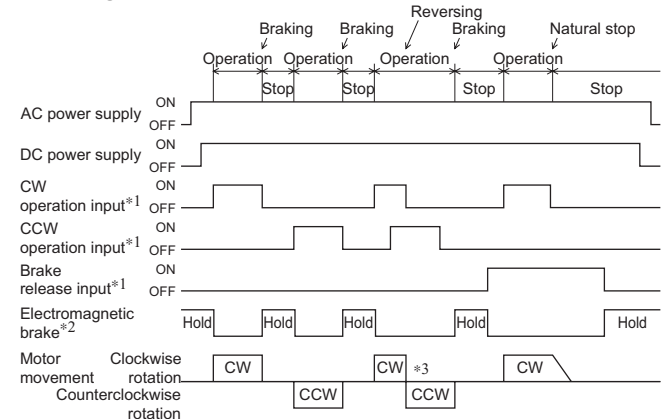 Reversing
Braking Braking Braking Natural stop
Operation Operation Operation Operation
Stop Stop Stop Stop
AC power supply ON
OFF
DC power supply ON
OFF
CW ON
operation input*1 OFF
CCW ON
operation input*1 OFF
Brake ON
release input*1 OFF
Electromagnetic
brake*2 Hold Hold Hold Hold Hold
Motor Clockwise
movement rotation CW CW *3 CW
Counterclockwise
rotation CCW CCW